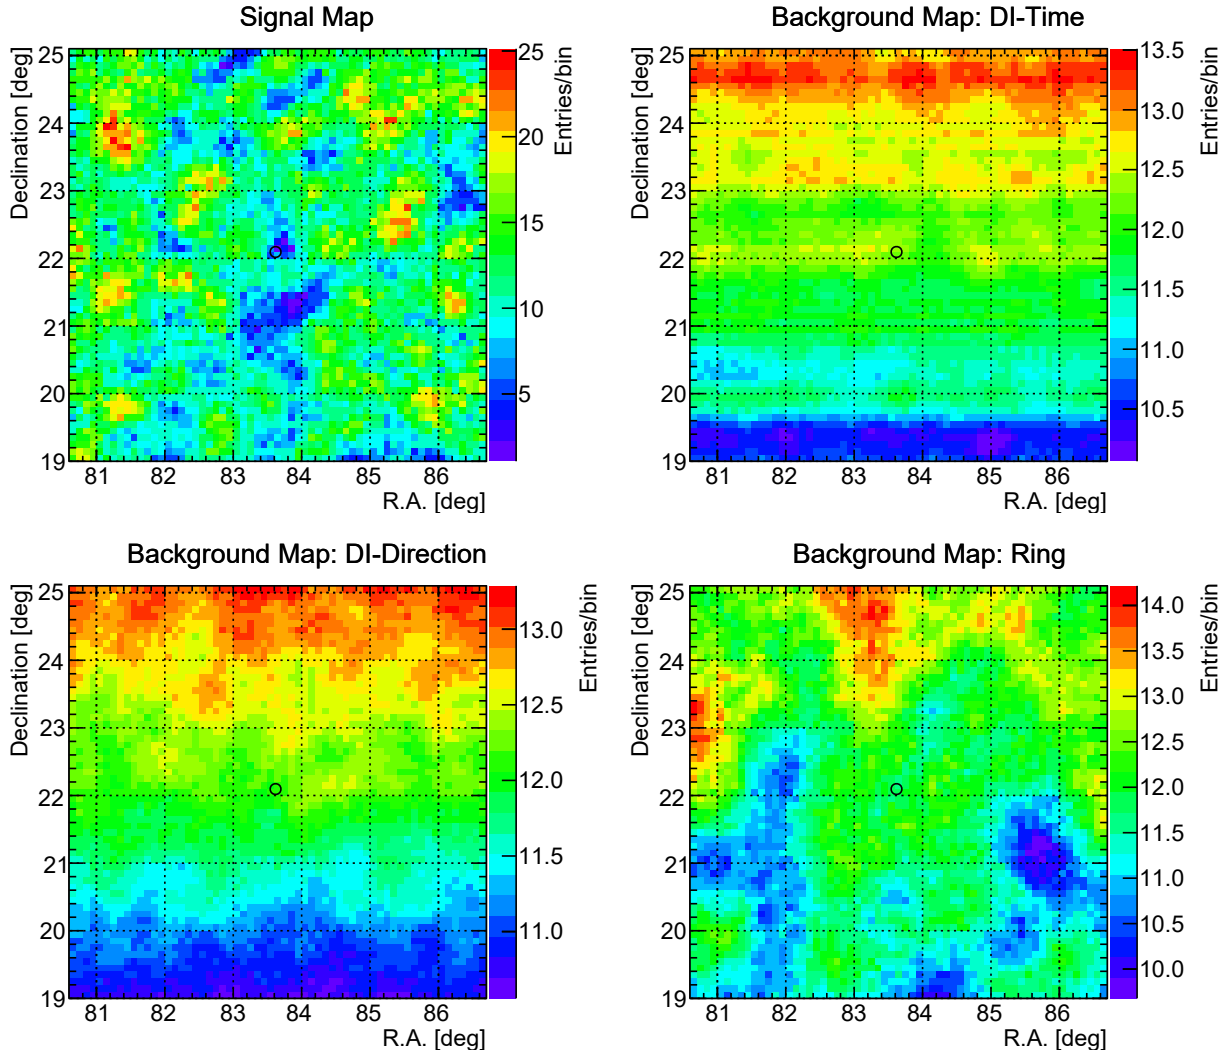 Signal Map
Declination [deg]
25
24
23
22
21
20
19
81 82 83 84 85 86
R.A. [deg]
25
20
15
10
5
Entries/bin
Background Map: DI-Time
Declination [deg]
25
24
23
22
21
20
19
81 82 83 84 85 86
R.A. [deg]
13.5
13.0
12.5
12.0
11.5
11.0
10.5
Entries/bin
Background Map: DI-Direction
Declination [deg]
25
24
23
22
21
20
19
81 82 83 84 85 86
R.A. [deg]
13.0
12.5
12.0
11.5
11.0
Entries/bin
Background Map: Ring
Declination [deg]
25
24
23
22
21
20
19
81 82 83 84 85 86
R.A. [deg]
14.0
13.5
13.0
12.5
12.0
11.5
11.0
10.5
10.0
Entries/bin